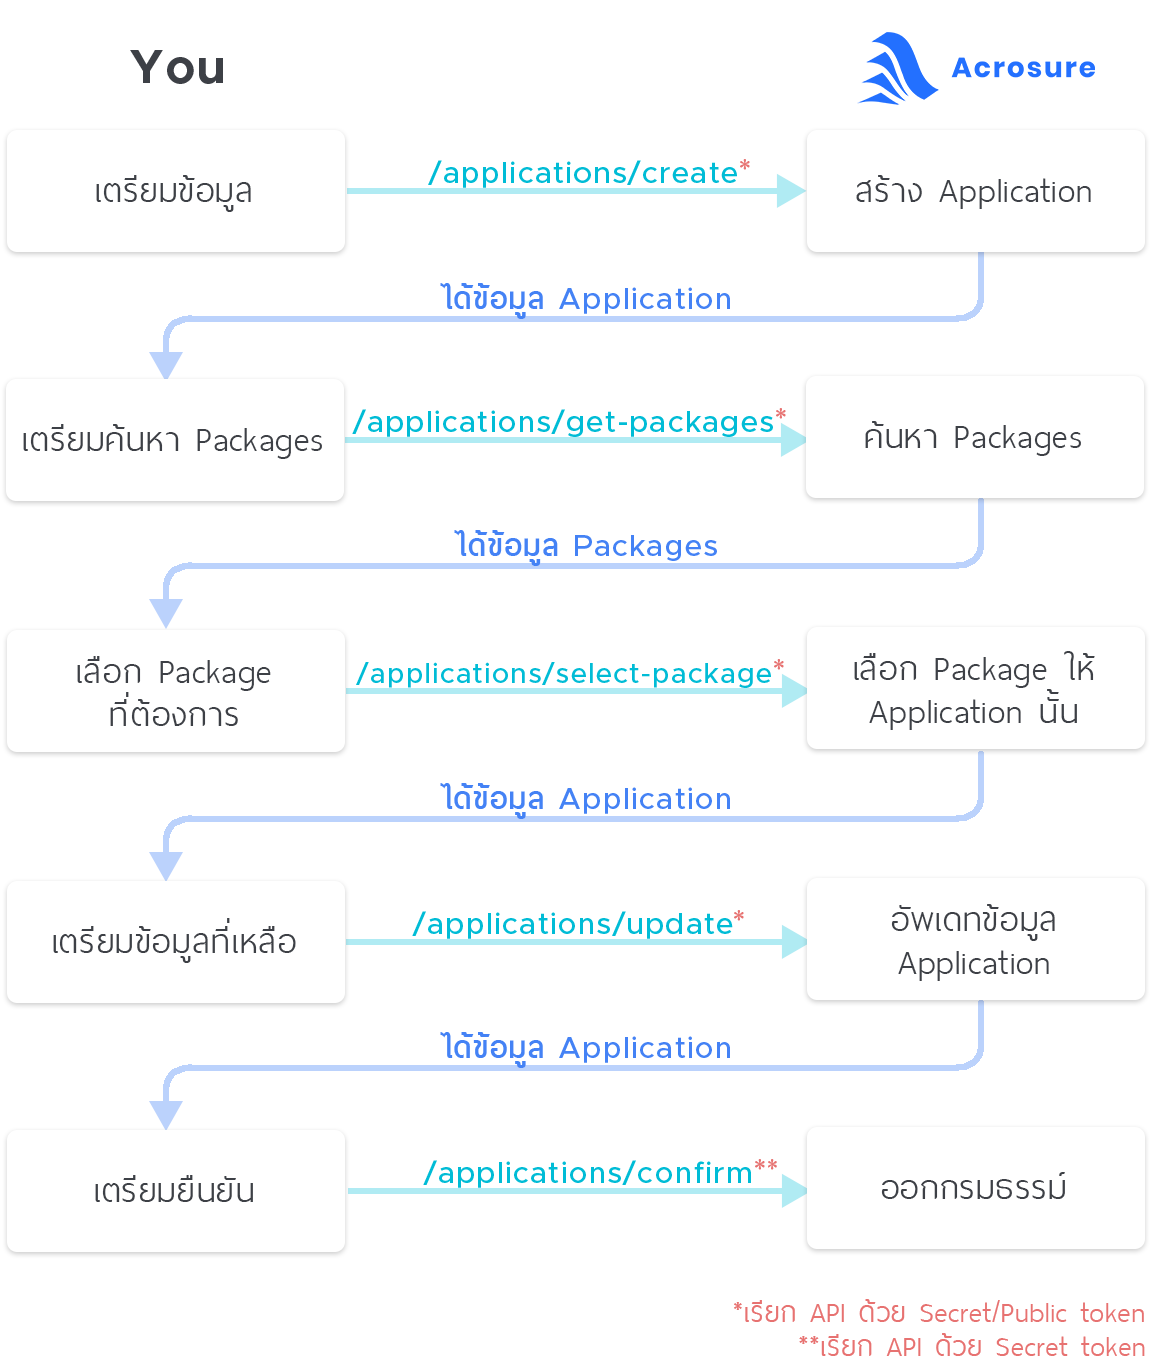 You
Acrosure
เตรียมข้อมูล
/applications/create*
สร้าง Application
ได้ข้อมูล Application
เตรียมค้นหา Packages
/applications/get-packages*
ค้นหา Packages
ได้ข้อมูล Packages
เลือก Package
ที่ต้องการ
/applications/select-package*
เลือก Package ให้
Application นั้น
ได้ข้อมูล Application
เตรียมข้อมูลที่เหลือ
/applications/update*
อัพเดทข้อมูล
Application
ได้ข้อมูล Application
เตรียมยืนยัน
/applications/confirm**
ออกกรมธรรม์
*เรียก API ด้วย Secret/Public token
**เรียก API ด้วย Secret token